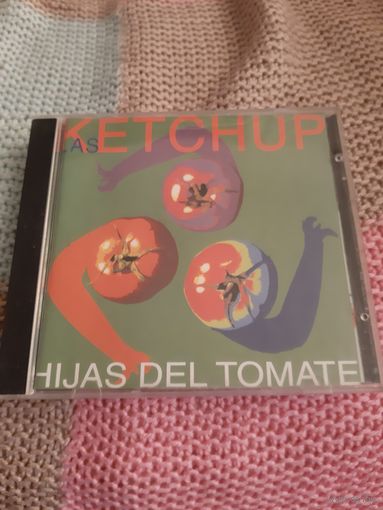 KETCHUP
LAS
HIJAS DEL TOMATE